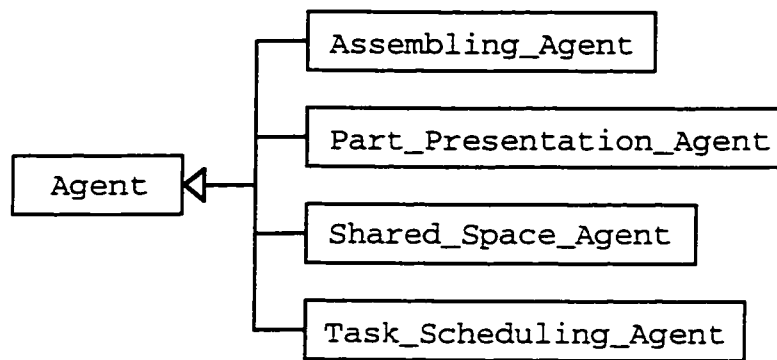 Assembling_Agent
Part_Presentation_Agent
Agent
Shared_Space_Agent
Task_Scheduling_Agent